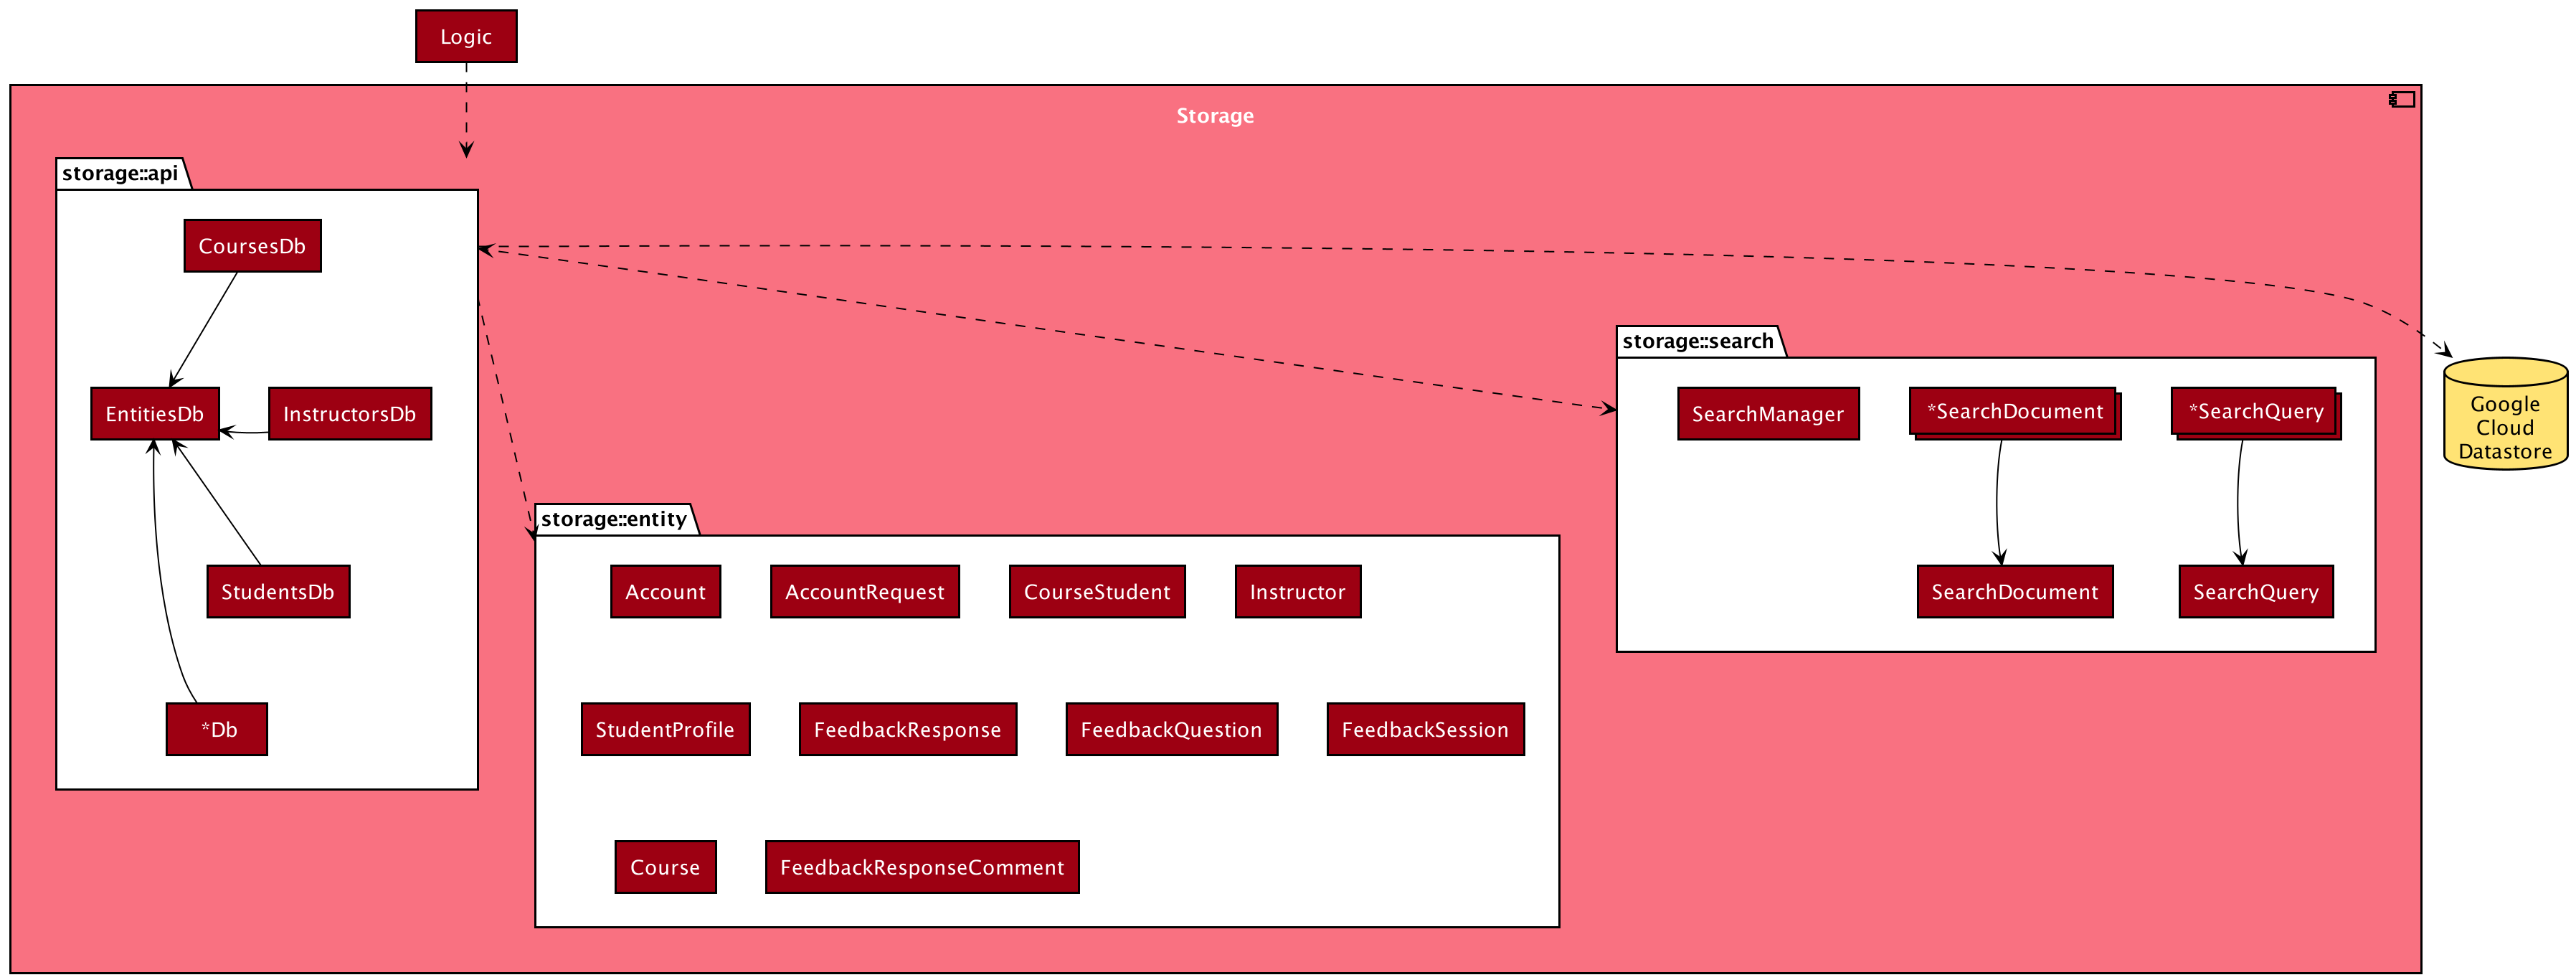 Logic
Storage
storage::api
CoursesDb
EntitiesDb
InstructorsDb
StudentsDb
*Db
storage::entity
Account
AccountRequest
CourseStudent
Instructor
StudentProfile
FeedbackResponse
FeedbackQuestion
FeedbackSession
Course
FeedbackResponseComment
storage::search
SearchManager
*SearchDocument
*SearchQuery
SearchDocument
SearchQuery
Google
Cloud
Datastore